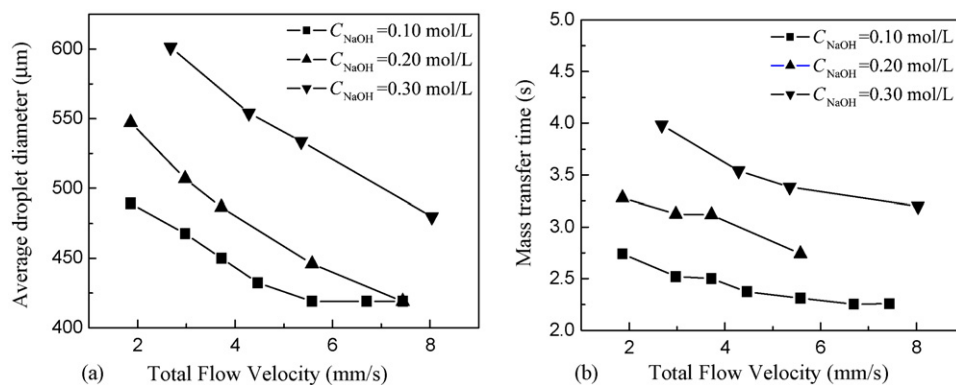 600
550
500
450
400
Average droplet diameter (μm)
C_NaOH=0.10 mol/L
C_NaOH=0.20 mol/L
C_NaOH=0.30 mol/L
2 4 6 8
(a) Total Flow Velocity (mm/s)
5.0
4.5
4.0
3.5
3.0
2.5
2.0
Mass transfer time (s)
C_NaOH=0.10 mol/L
C_NaOH=0.20 mol/L
C_NaOH=0.30 mol/L
2 4 6 8
(b) Total Flow Velocity (mm/s)